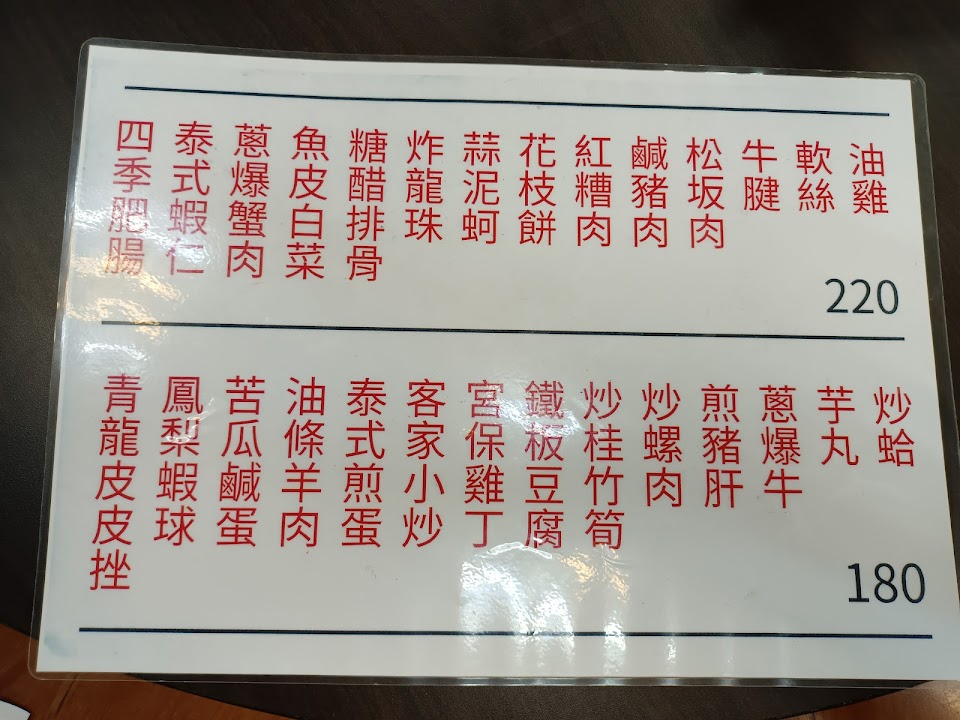 油雞
軟絲
牛腱
松坂肉
鹹豬肉
紅糟肉
花枝餅
蒜泥蚵
炸龍珠
糖醋排骨
魚皮白菜
蔥爆蟹肉
泰式蝦仁
四季肥腸
220
炒蛤
芋丸
蔥爆牛
煎豬肝
炒螺肉
炒桂竹筍
鐵板豆腐
宮保雞丁
客家小炒
泰式煎蛋
油條羊肉
苦瓜鹹蛋
鳳梨蝦球
青龍皮皮挫
180